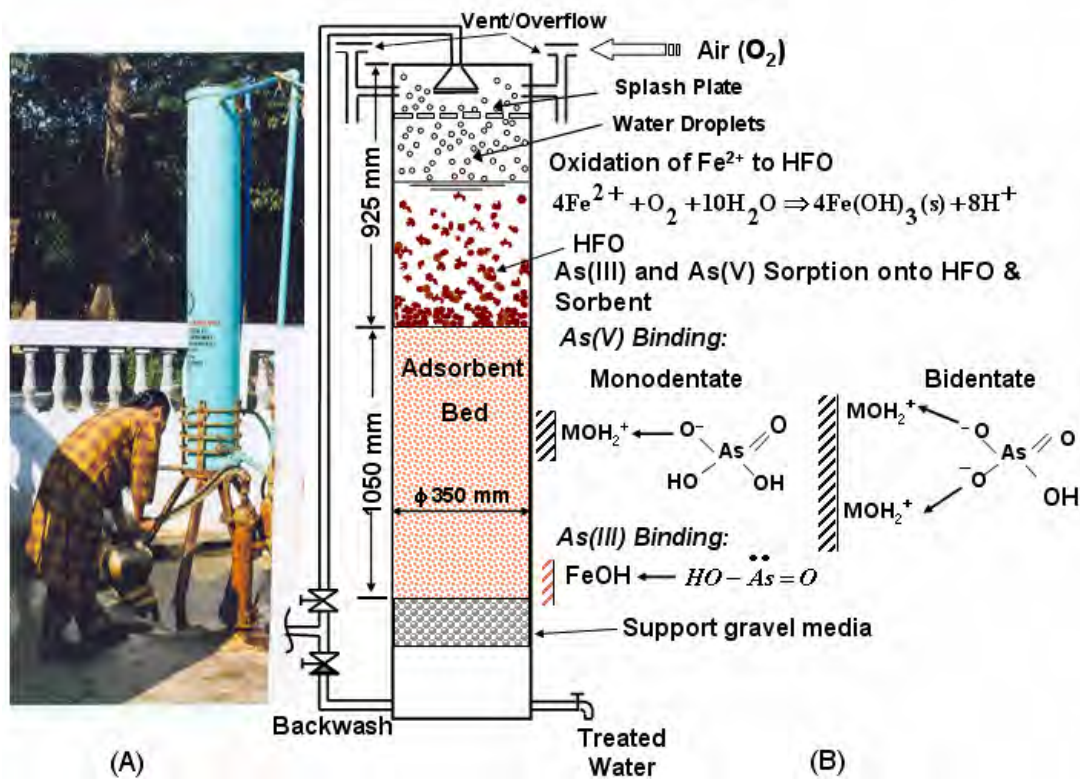 Vent/Overflow
Air (O₂)
Splash Plate
Water Droplets
Oxidation of Fe²⁺ to HFO
4Fe²⁺ +O₂ +10H₂O ⇒ 4Fe(OH)₃(s) +8H⁺
925 mm
HFO
As(III) and As(V) Sorption onto HFO &
Sorbent
As(V) Binding:
Adsorbent
Bed
Monodentate
Bidentate
MOH₂⁺
O⁻
As
O
HO
OH
MOH₂⁺
⁻O
As
O
⁻O
OH
MOH₂⁺
1050 mm
ϕ 350 mm
As(III) Binding:
FeOH
HO – Äs = O
Support gravel media
Backwash
Treated
Water
(A)
(B)